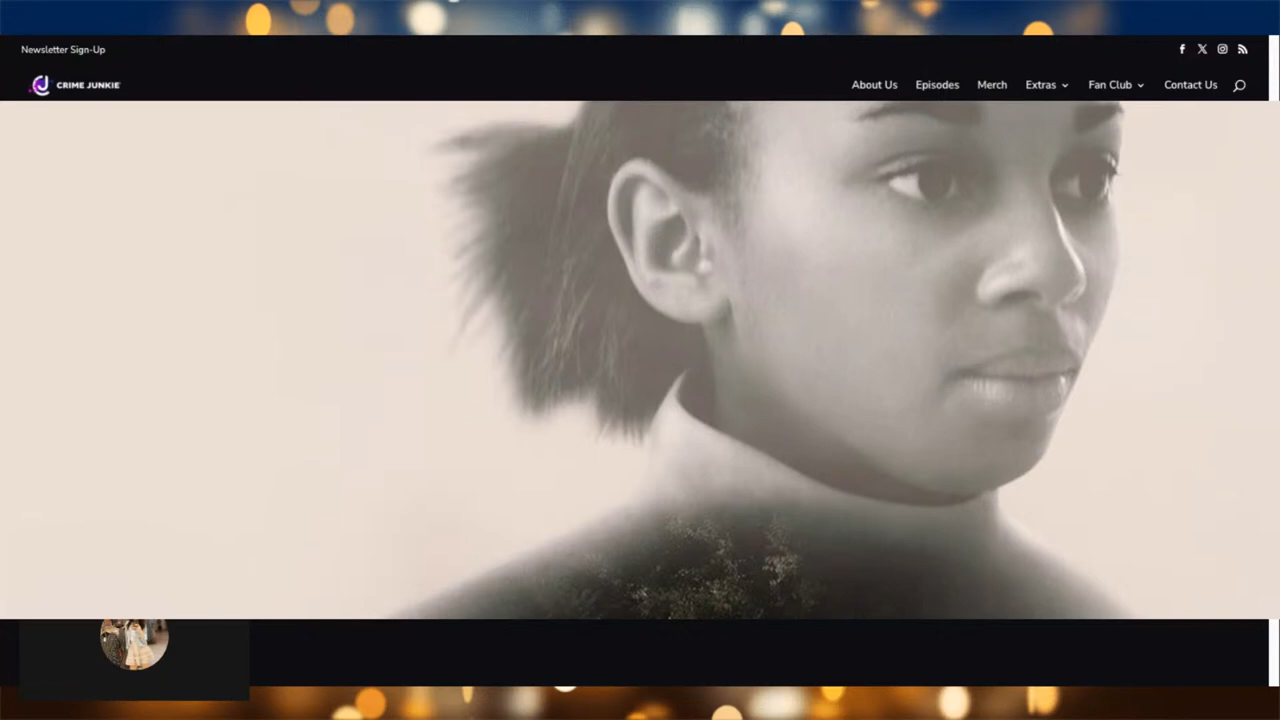 Newsletter Sign-Up
CRIME JUNKIE
About Us Episodes Merch Extras Fan Club Contact Us